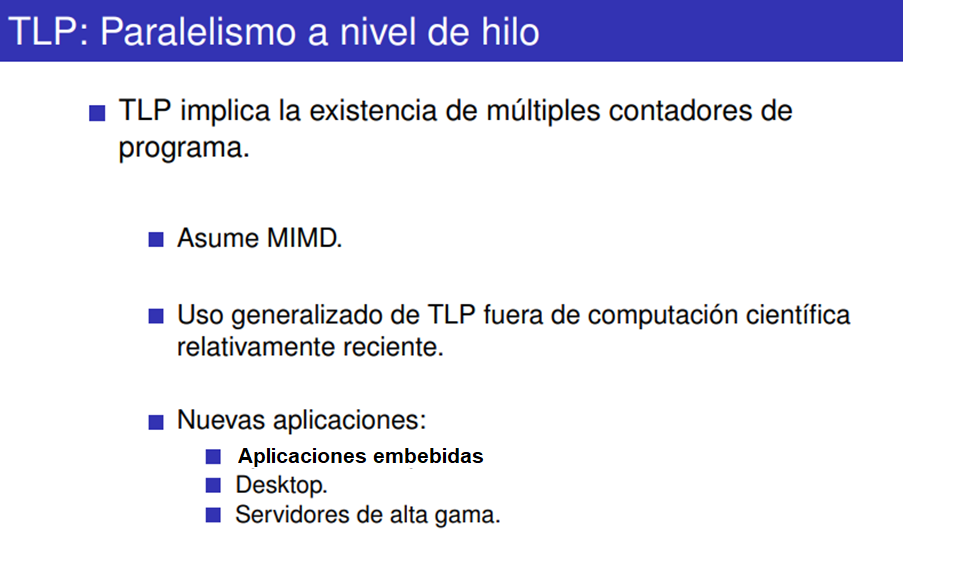 TLP: Paralelismo a nivel de hilo
TLP implica la existencia de múltiples contadores de
programa.
Asume MIMD.
Uso generalizado de TLP fuera de computación científica
relativamente reciente.
Nuevas aplicaciones:
Aplicaciones embebidas
Desktop.
Servidores de alta gama.